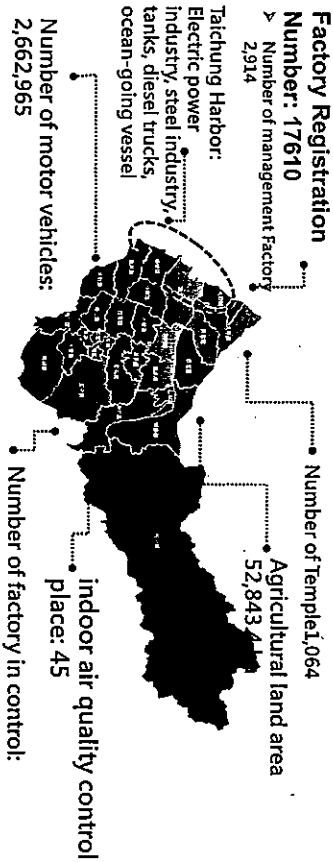 Factory Registration
Number: 17610
➢ Number of management Factory
2,914
Taichung Harbor:
Electric power
industry, steel industry,
tanks, diesel trucks,
ocean-going vessel
Number of motor vehicles:
2,662,965
Number of Temple1,064
Agricultural land area
52,843.4
indoor air quality control
place: 45
Number of factory in control: